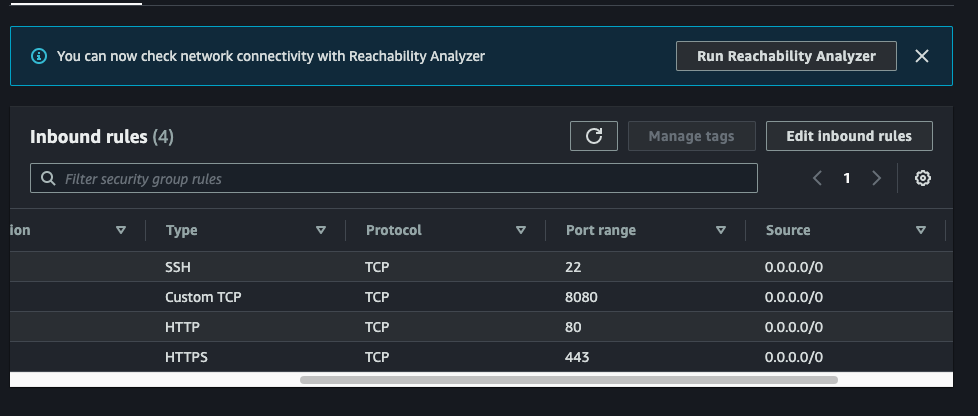 You can now check network connectivity with Reachability Analyzer Run Reachability Analyzer
Inbound rules (4) Manage tags Edit inbound rules
Filter security group rules 1
ion Type Protocol Port range Source
SSH TCP 22 0.0.0.0/0
Custom TCP TCP 8080 0.0.0.0/0
HTTP TCP 80 0.0.0.0/0
HTTPS TCP 443 0.0.0.0/0